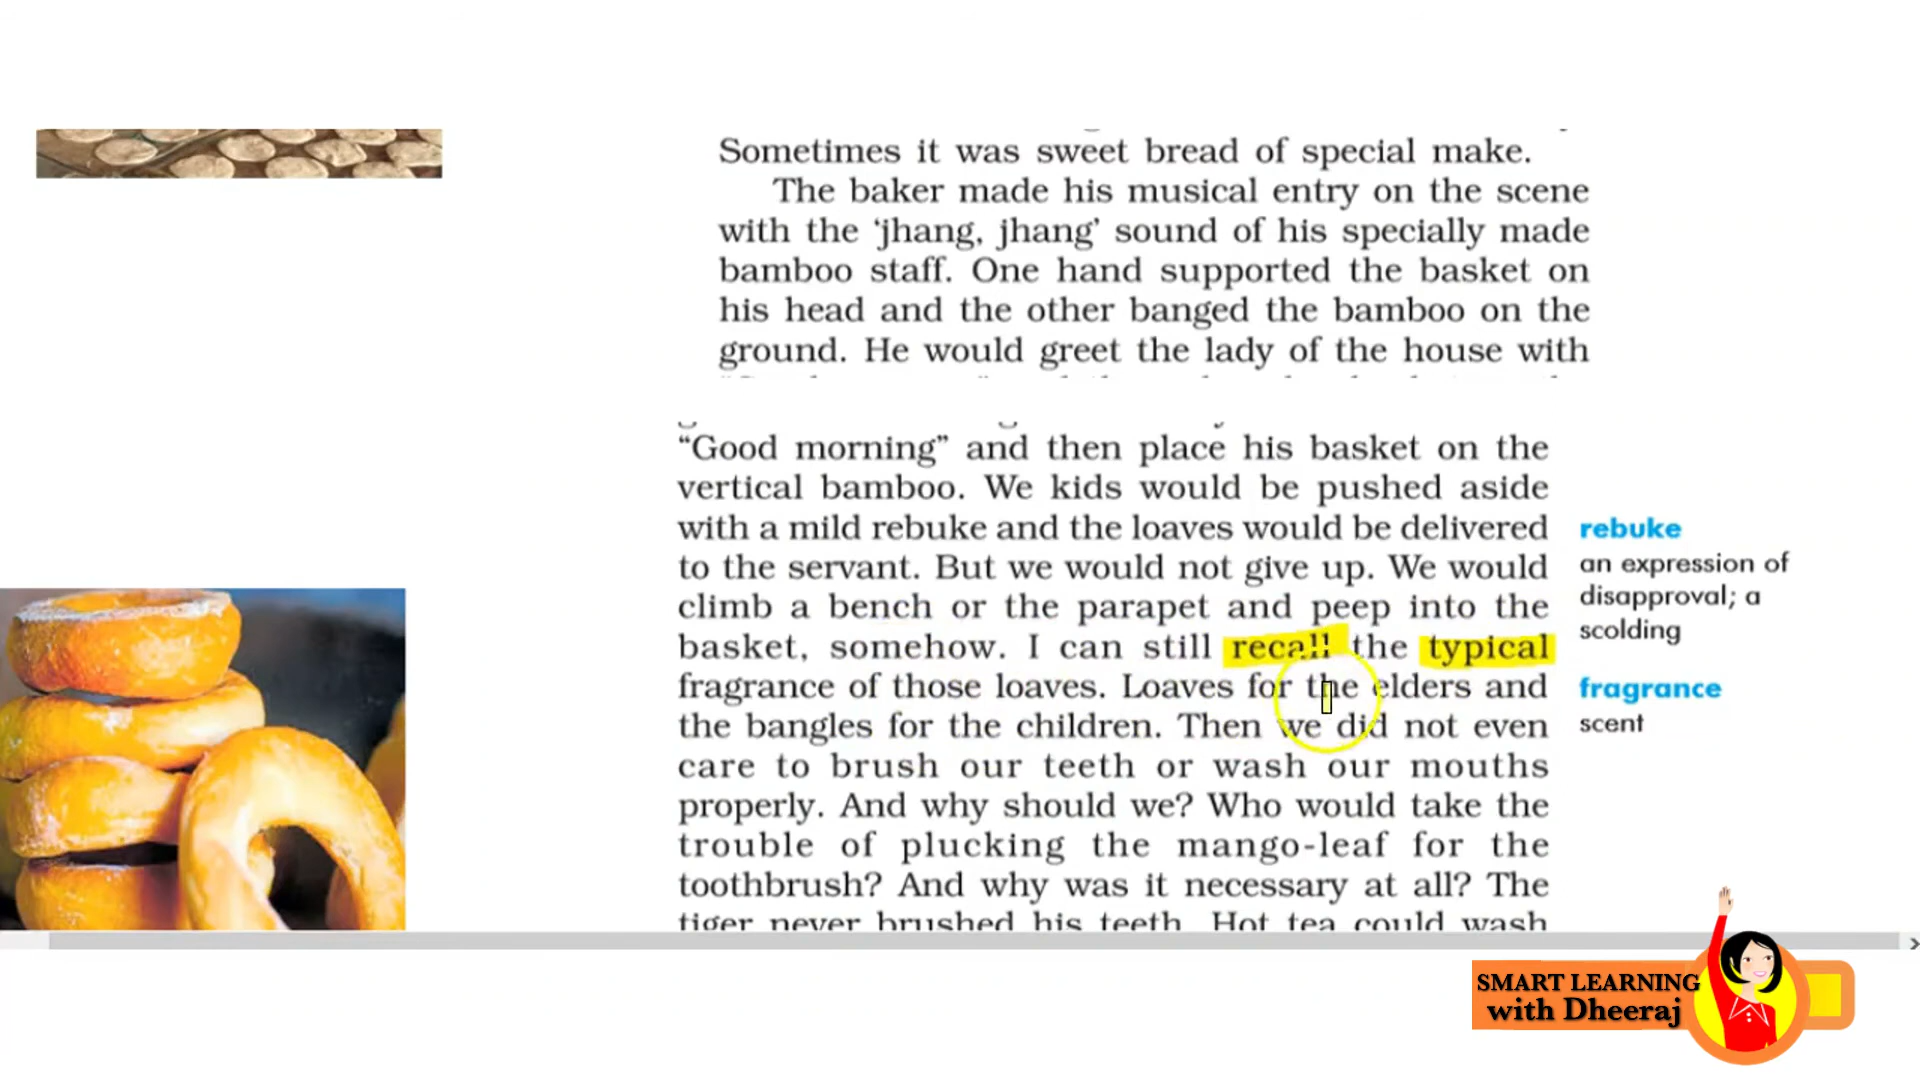 Sometimes it was sweet bread of special make.
The baker made his musical entry on the scene
with the ‘jhang, jhang’ sound of his specially made
bamboo staff. One hand supported the basket on
his head and the other banged the bamboo on the
ground. He would greet the lady of the house with
“Good morning” and then place his basket on the
vertical bamboo. We kids would be pushed aside
with a mild rebuke and the loaves would be delivered
to the servant. But we would not give up. We would
climb a bench or the parapet and peep into the
basket, somehow. I can still recall the typical
fragrance of those loaves. Loaves for the elders and
the bangles for the children. Then we did not even
care to brush our teeth or wash our mouths
properly. And why should we? Who would take the
trouble of plucking the mango-leaf for the
toothbrush? And why was it necessary at all? The
tiger never brushed his teeth. Hot tea could wash
rebuke
an expression of
disapproval; a
scolding
fragrance
scent
SMART LEARNING
with Dheeraj